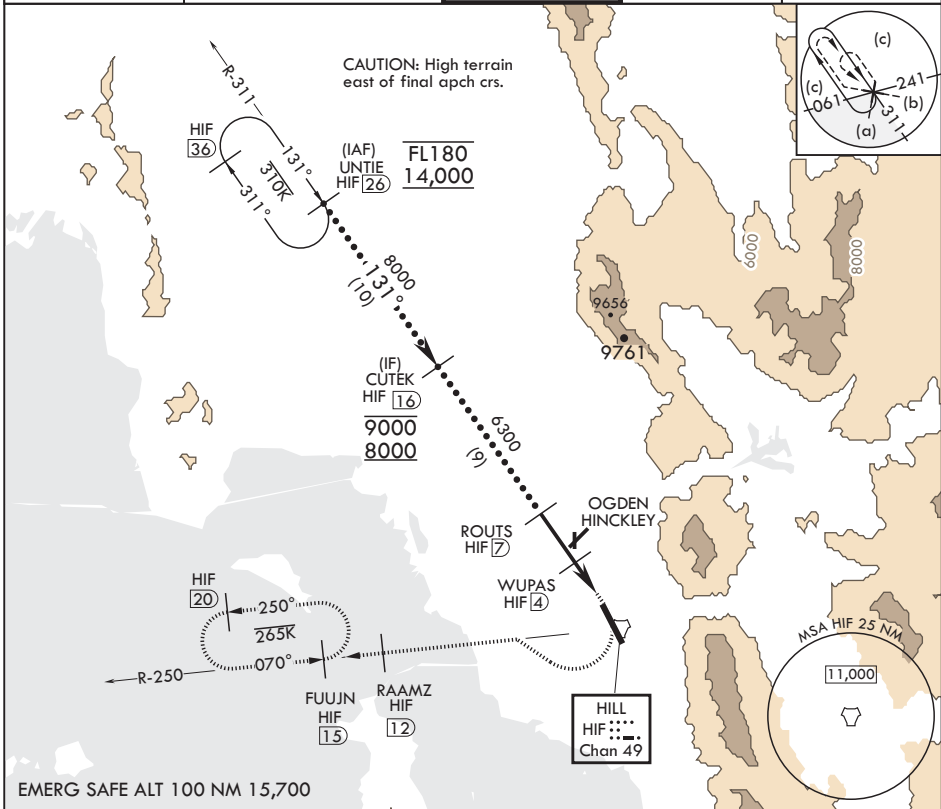 CAUTION: High terrain
east of final apch crs.
R-311
HIF
36
131°
310K
311°
(IAF)
UNTIE
HIF 26
FL180
14,000
8000
131°
(10)
(IF)
CUTEK
HIF 16
9000
8000
6300
(9)
9656
9761
6000
8000
(c)
(c)
241
061
(b)
(a)
311
ROUTS
HIF 7
OGDEN
HINCKLEY
WUPAS
HIF 4
HIF
20
250°
265K
070°
R-250
FUUJN
HIF
15
RAAMZ
HIF
12
HILL
HIF
Chan 49
MSA HIF 25 NM
11,000
EMERG SAFE ALT 100 NM 15,700